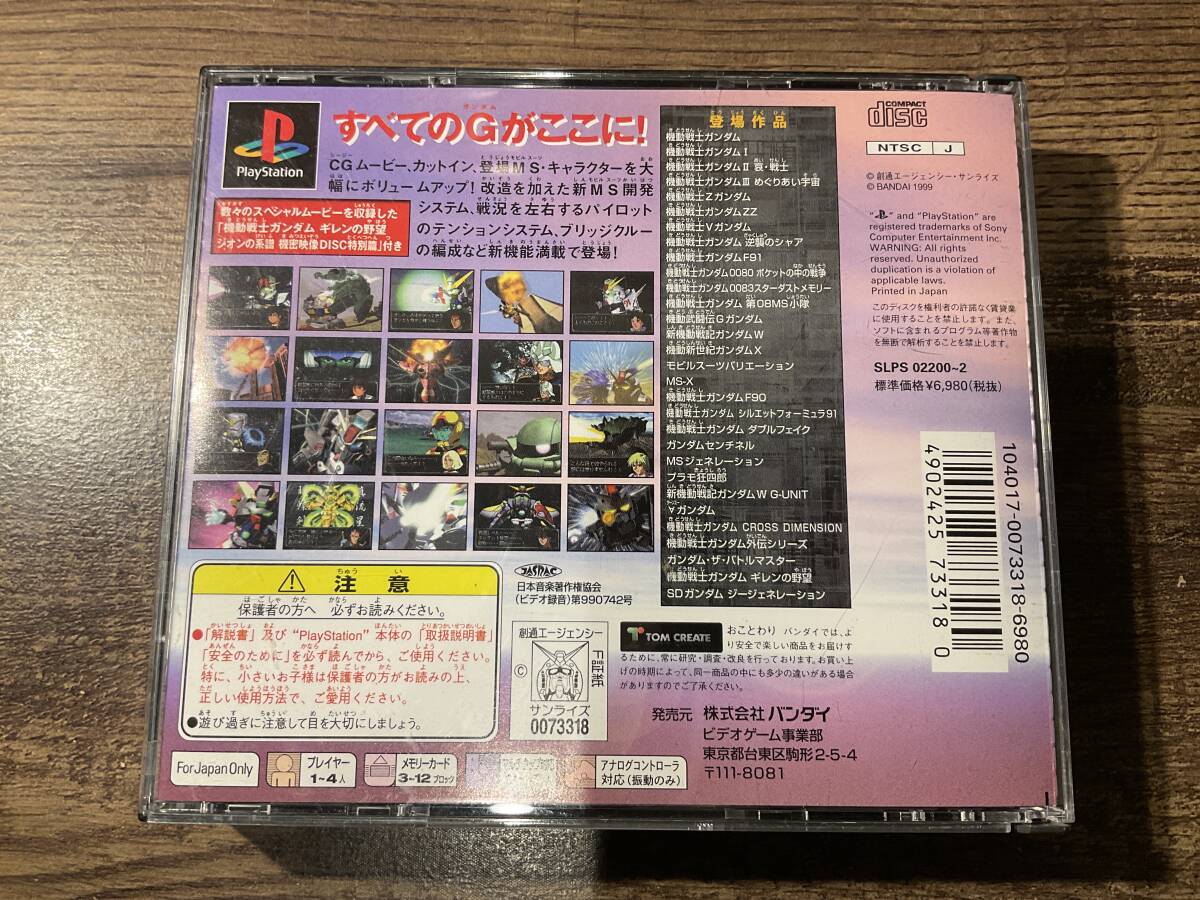 PlayStation
すべてのGがここに!
CGムービー、カットイン、登場MS・キャラクターを大
幅にボリュームアップ!改造を加えた新MS開発
システム、戦況を左右するパイロット
のテンションシステム、ブリッジクルー
の編成など新機能満載で登場!
数々のスペシャルムービーを収録した
「機動戦士ガンダム ギレンの野望
ジオンの系譜 機密映像DISC特別篇」付き
登場作品
機動戦士ガンダム
機動戦士ガンダム I
機動戦士ガンダムII 哀・戦士
機動戦士ガンダムIII めぐりあい宇宙
機動戦士Zガンダム
機動戦士ガンダムZZ
機動戦士Vガンダム
機動戦士ガンダム 逆襲のシャア
機動戦士ガンダムF91
機動戦士ガンダム0080 ポケットの中の戦争
機動戦士ガンダム0083スターダストメモリー
機動戦士ガンダム 第08MS小隊
機動武闘伝Gガンダム
新機動戦記ガンダムW
機動新世紀ガンダムX
モビルスーツバリエーション
MS-X
機動戦士ガンダムF90
機動戦士ガンダム シルエットフォーミュラ91
機動戦士ガンダム ダブルフェイク
ガンダムセンチネル
MSジェネレーション
プラモ狂四郎
新機動戦記ガンダムW G-UNIT
∀ガンダム
機動戦士ガンダム CROSS DIMENSION
機動戦士ガンダム外伝シリーズ
ガンダム・ザ・バトルマスター
機動戦士ガンダム ギレンの野望
SDガンダム ジージェネレーション
COMPACT
disc
NTSC J
© 創通エージェンシー・サンライズ
© BANDAI 1999
" " and "PlayStation" are
registered trademarks of Sony
Computer Entertainment Inc.
WARNING: All rights
reserved. Unauthorized
duplication is a violation of
applicable laws.
Printed in Japan
このディスクを権利者の許諾なく賃貸業
に使用することを禁じます。また、
ソフトに含まれるプログラム等著作物
を無断で解析することを禁じます。
SLPS 02200~2
標準価格¥6,980(税抜)
104017-0073318-6980
4902425 733180
注意
保護者の方へ 必ずお読みください。
●「解説書」及び"PlayStation"本体の「取扱説明書」
「安全のために」を必ず読んでから、ご使用ください。
特に、小さいお子様は保護者の方がお読みの上、
正しい使用方法で、ご愛用ください。
●遊び過ぎに注意して目を大切にしましょう。
JASRAC
日本音楽著作権協会
(ビデオ録音)第990742号
創通エージェンシー
©
F証紙
サンライズ
0073318
TOM CREATE
おことわり バンダイでは、よ
り安全で楽しい商品をお届けす
るために、常に研究・調査・改良を行っております。お買い上
げの時期によって、同一商品の中にも多少の違いがある場合
がありますのでご了承ください。
発売元 株式会社バンダイ
ビデオゲーム事業部
東京都台東区駒形2-5-4
〒111-8081
For Japan Only
プレイヤー
1~4人
メモリーカード
3~12ブロック
アナログコントローラ
対応(振動のみ)